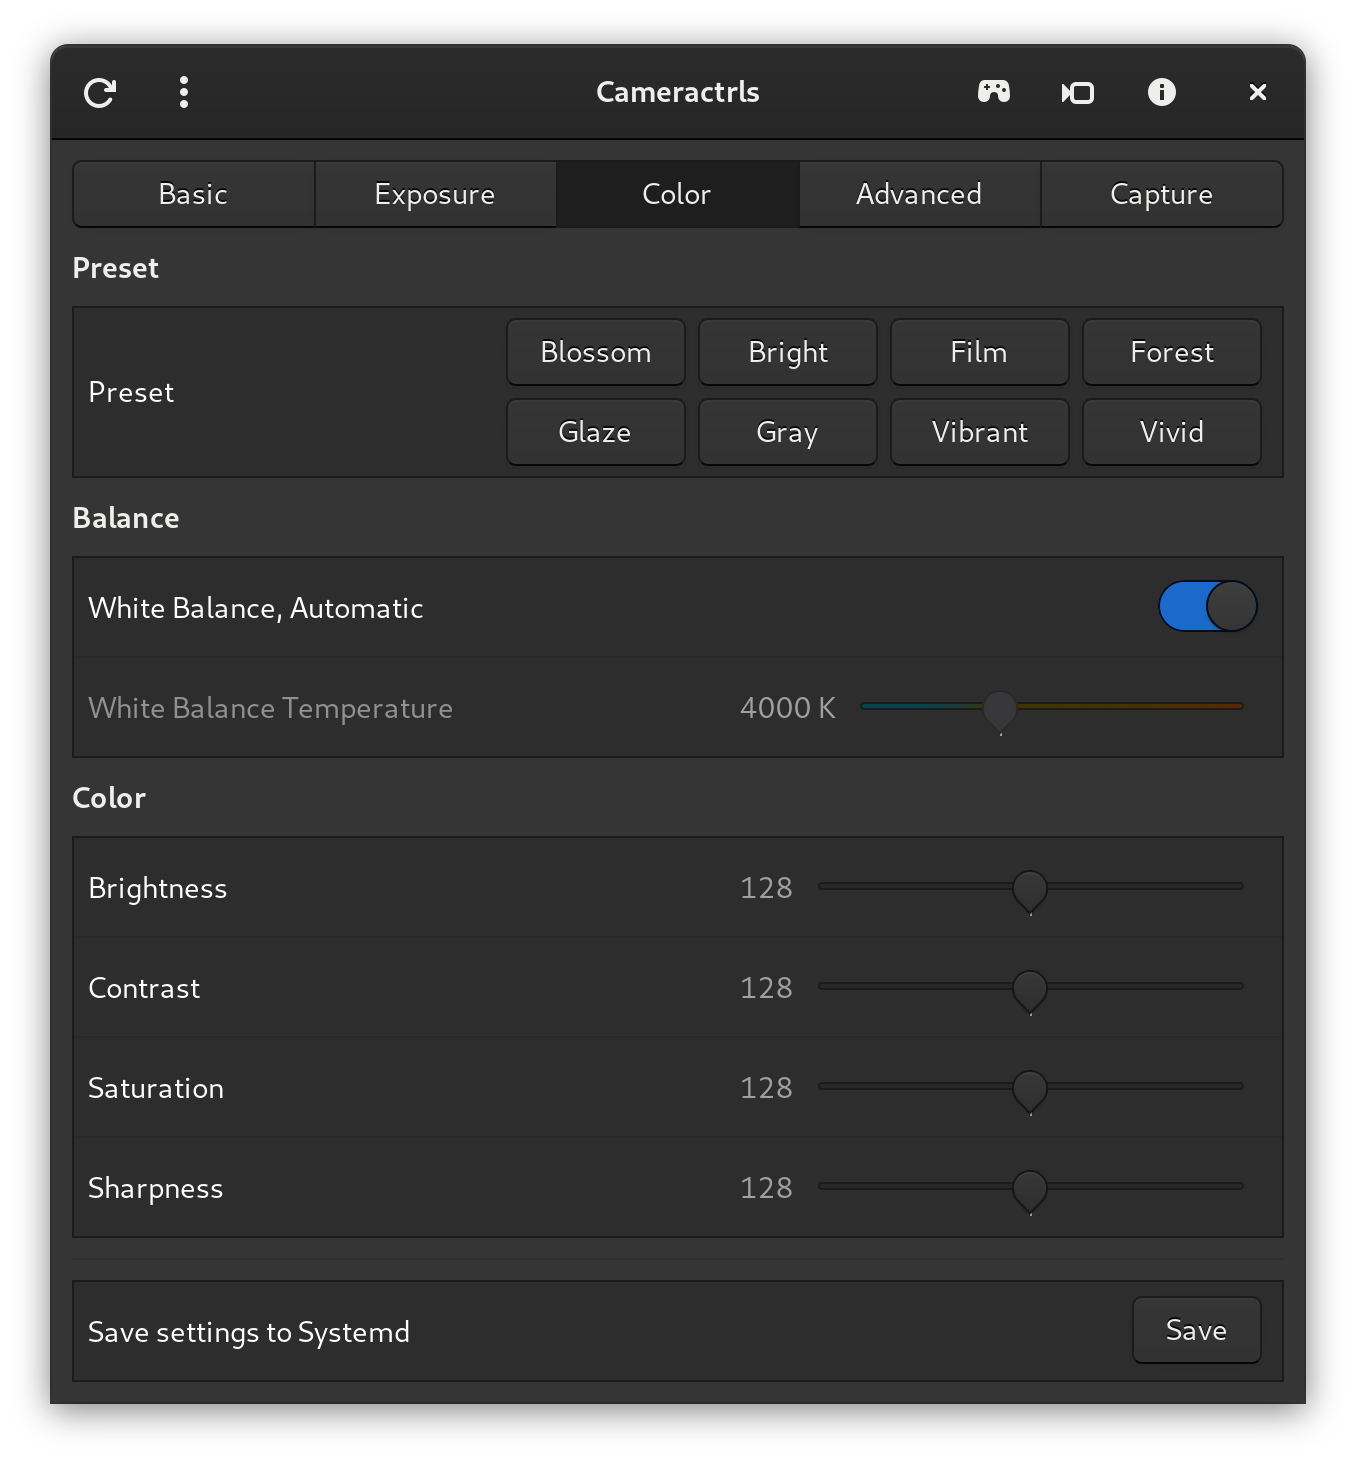 Cameractrls
Basic Exposure Color Advanced Capture
Preset
Preset
Blossom Bright Film Forest
Glaze Gray Vibrant Vivid
Balance
White Balance, Automatic
White Balance Temperature 4000 K
Color
Brightness 128
Contrast 128
Saturation 128
Sharpness 128
Save settings to Systemd Save